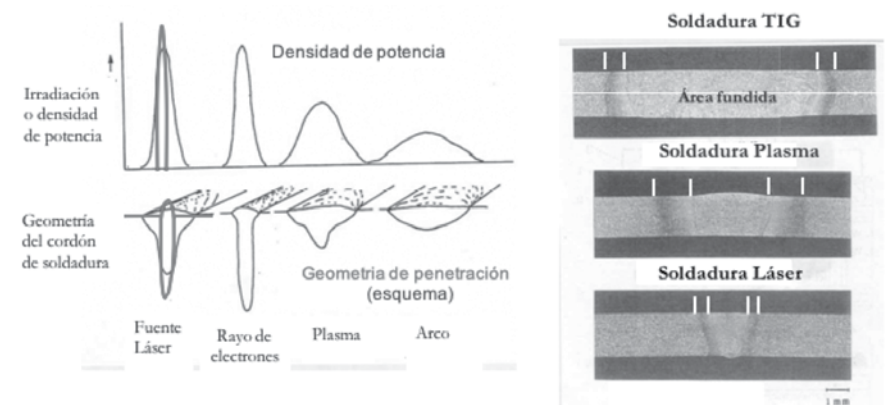 Densidad de potencia
Irradiación
o densidad
de potencia
Geometría
del cordón
de soldadura
Geometria de penetración
(esquema)
Fuente
Láser
Rayo de
electrones
Plasma
Arco
Soldadura TIG
Área fundida
Soldadura Plasma
Soldadura Láser
1 mm